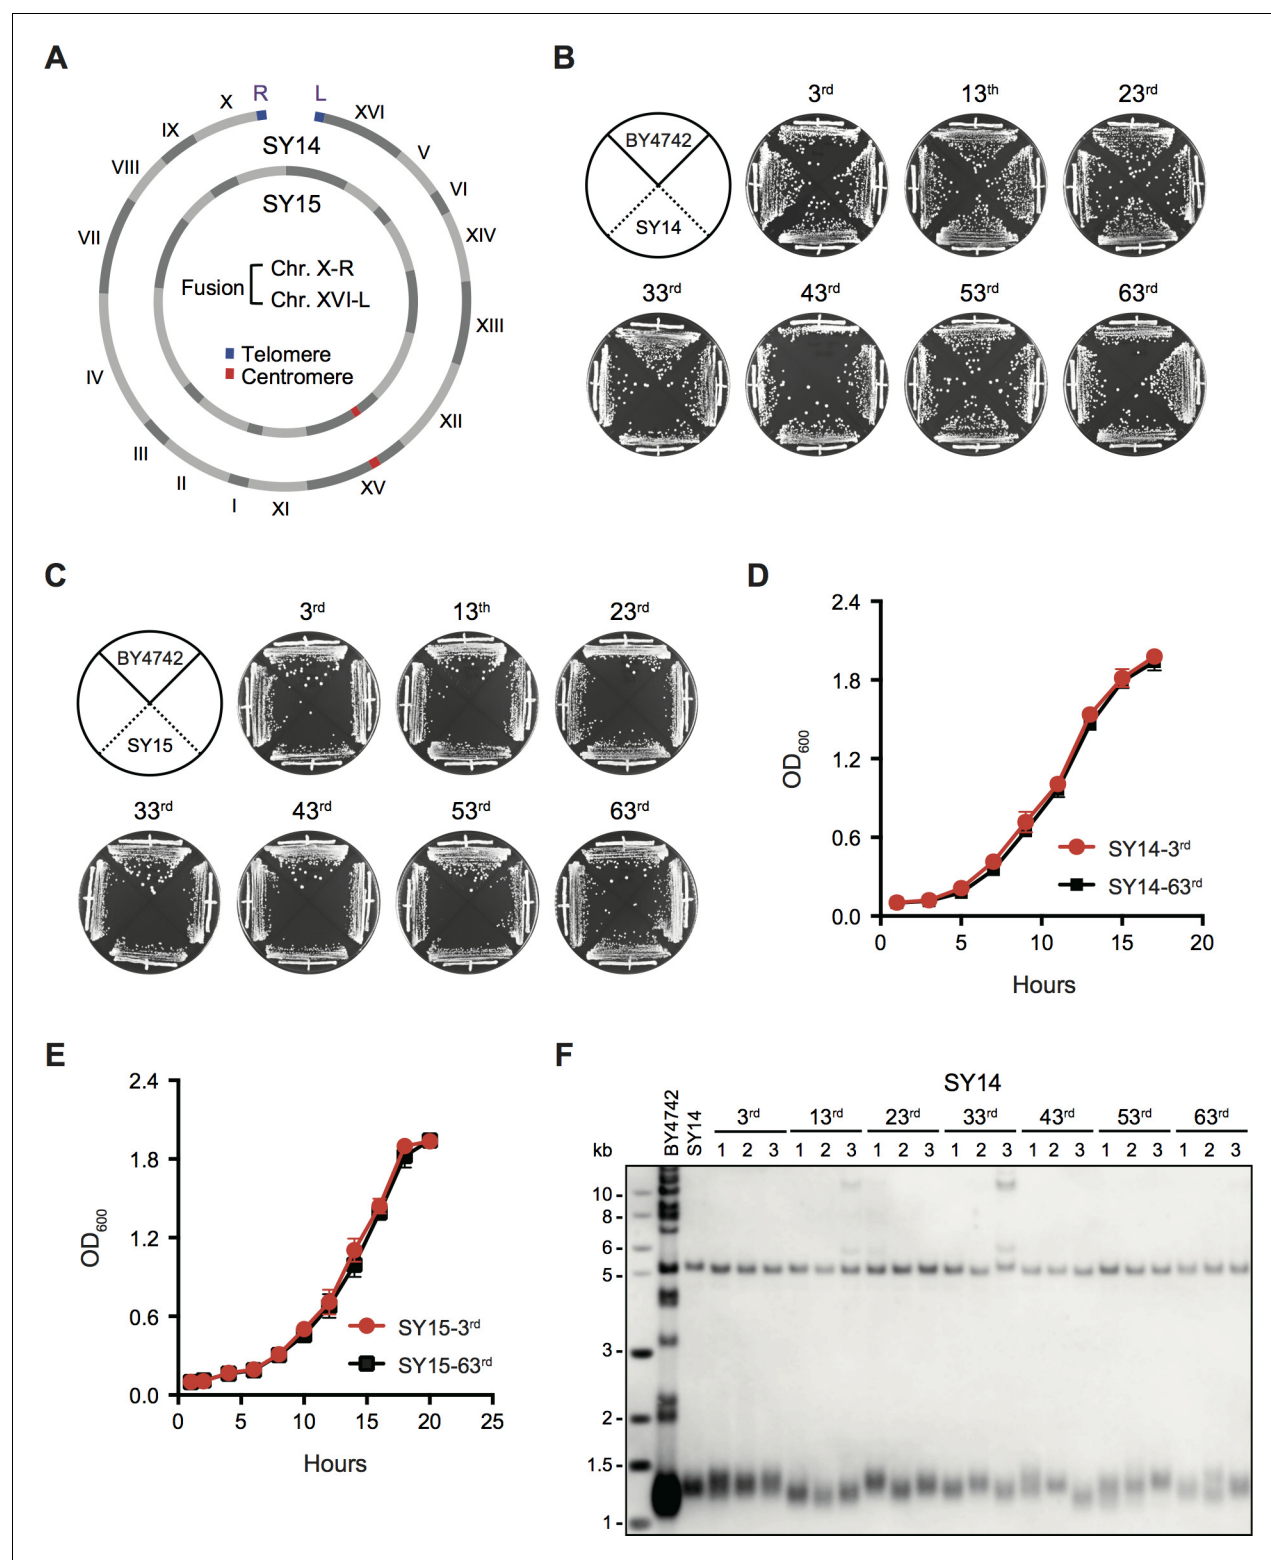 A
R L
X XVI
IX
SY14
VIII V
SY15 VI
VII XIV
Fusion Chr. X-R
Chr. XVI-L
XIII
Telomere
Centromere
IV
XII
III
II XV
I XI
B
3rd 13th 23rd
BY4742
SY14
33rd 43rd 53rd 63rd
C
3rd 13th 23rd
BY4742
SY15
33rd 43rd 53rd 63rd
D
2.4
1.8
1.2
0.6
0.0
OD600
SY14-3rd
SY14-63rd
0 5 10 15 20
Hours
E
2.4
1.8
1.2
0.6
0.0
OD600
SY15-3rd
SY15-63rd
0 5 10 15 20 25
Hours
F
SY14
BY4742
SY14
3rd 13rd 23rd 33rd 43rd 53rd 63rd
kb 1 2 3 1 2 3 1 2 3 1 2 3 1 2 3 1 2 3 1 2 3
10
8
6
5
3
2
1.5
1